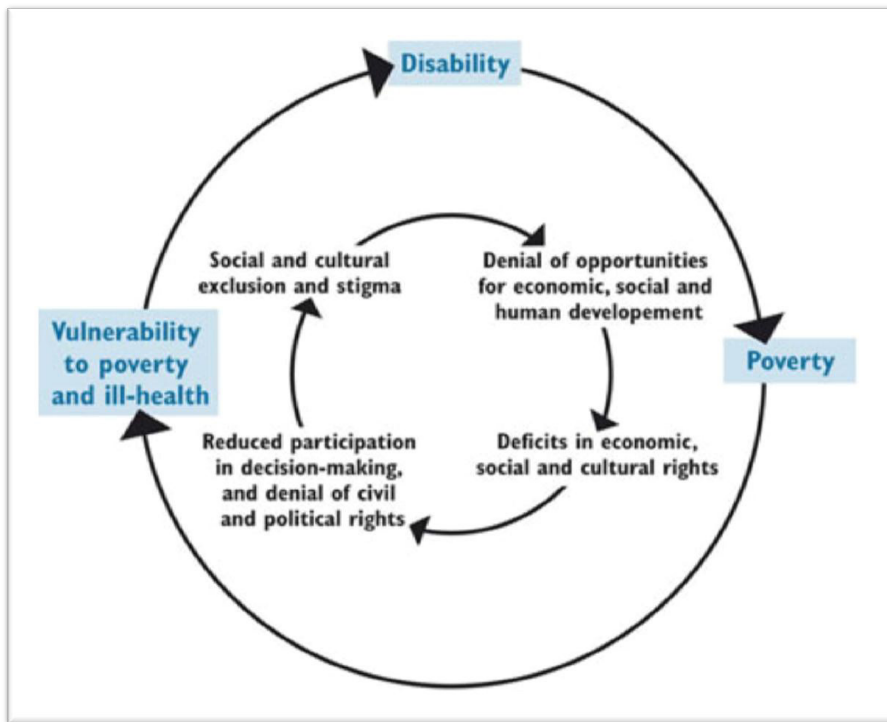 Disability
Social and cultural
exclusion and stigma
Denial of opportunities
for economic, social and
human developement
Vulnerability
to poverty
and ill-health
Poverty
Reduced participation
in decision-making,
and denial of civil
and political rights
Deficits in economic,
social and cultural rights